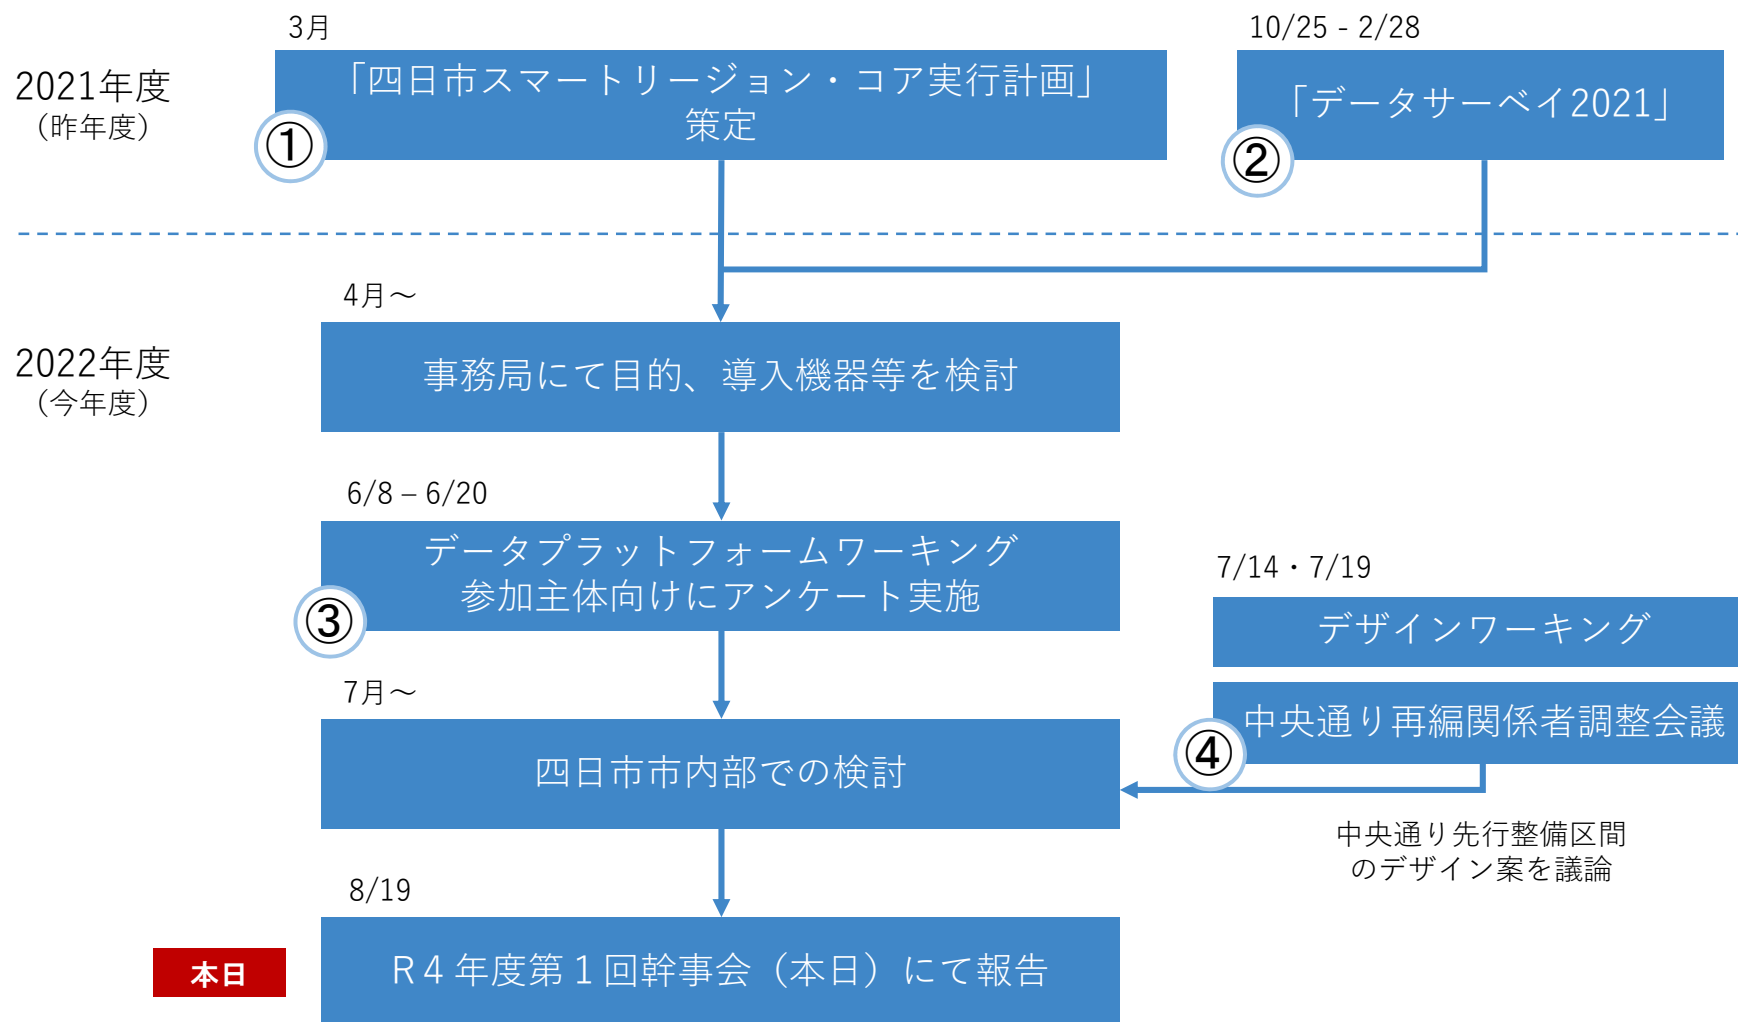 3月
10/25 - 2/28
2021年度
（昨年度）
「四日市スマートリージョン・コア実行計画」
策定
①
「データサーベイ2021」
②
4月～
2022年度
（今年度）
事務局にて目的、導入機器等を検討
6/8 – 6/20
データプラットフォームワーキング
参加主体向けにアンケート実施
③
7/14・7/19
デザインワーキング
中央通り再編関係者調整会議
④
7月～
四日市市内部での検討
中央通り先行整備区間
のデザイン案を議論
8/19
本日
R４年度第１回幹事会（本日）にて報告